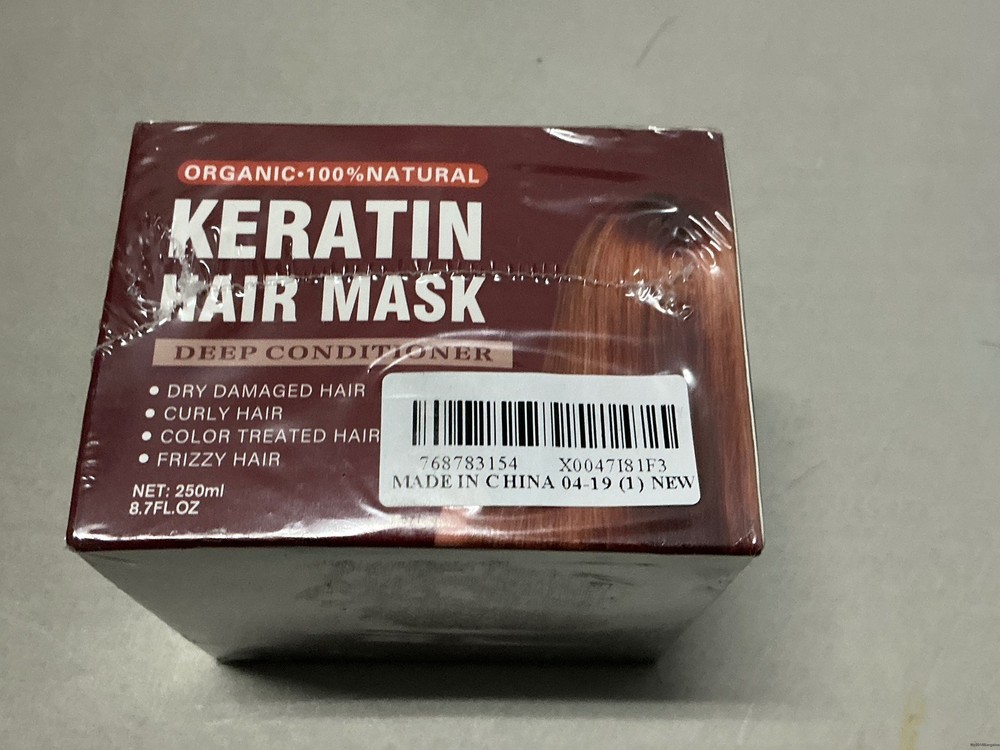 ORGANIC•100%NATURAL
KERATIN
HAIR MASK
DEEP CONDITIONER
• DRY DAMAGED HAIR
• CURLY HAIR
• COLOR TREATED HAIR
• FRIZZY HAIR
NET: 250ml
8.7FL.OZ
768783154 X0047I81F3
MADE IN CHINA 04-19 (1) NEW